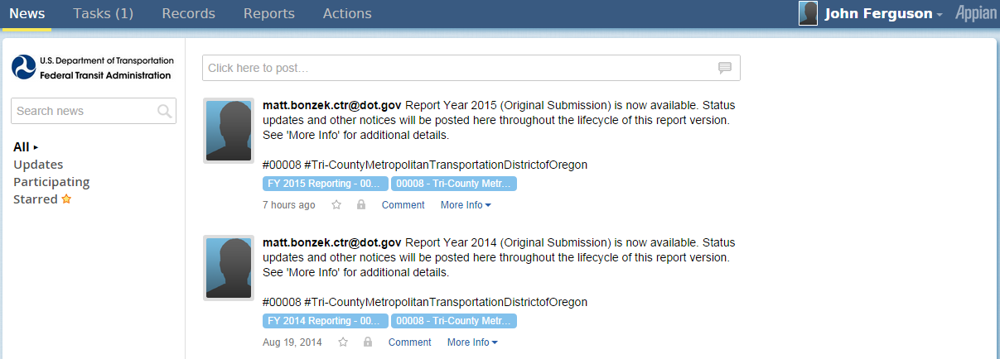 News Tasks (1) Records Reports Actions John Ferguson Appian
U.S. Department of Transportation
Federal Transit Administration
Search news
All
Updates
Participating
Starred
Click here to post…
matt.bonzek.ctr@dot.gov Report Year 2015 (Original Submission) is now available. Status
updates and other notices will be posted here throughout the lifecycle of this report version.
See 'More Info' for additional details.
#00008 #Tri-CountyMetropolitanTransportationDistrictofOregon
FY 2015 Reporting - 00... 00008 - Tri-County Metr...
7 hours ago Comment More Info
matt.bonzek.ctr@dot.gov Report Year 2014 (Original Submission) is now available. Status
updates and other notices will be posted here throughout the lifecycle of this report version.
See 'More Info' for additional details.
#00008 #Tri-CountyMetropolitanTransportationDistrictofOregon
FY 2014 Reporting - 00... 00008 - Tri-County Metr...
Aug 19, 2014 Comment More Info